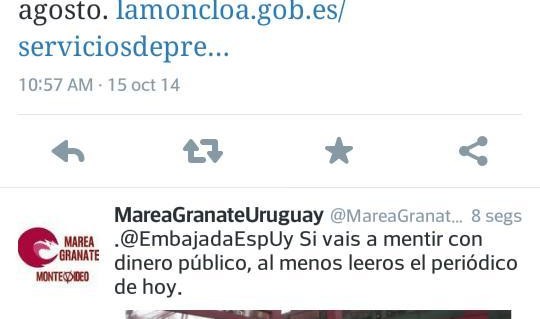 agosto. lamoncloa.gob.es/
serviciosdepre...
10:57 AM · 15 oct 14
MareaGranateUruguay @MareaGranat... 8 segs
MAREA
GRANATE
MONTEVIDEO
.@EmbajadaEspUy Si vais a mentir con
dinero público, al menos leeros el periódico
de hoy.